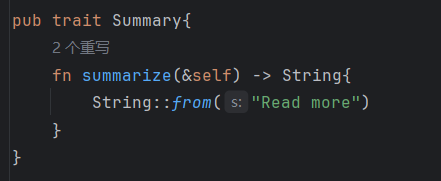 pub trait Summary{
2 个重写
fn summarize(&self) -> String{
String::from(s: "Read more")
}
}